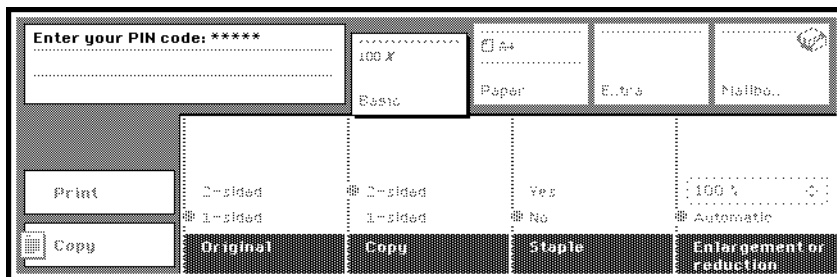 Enter your PIN code: *****
100 %
Basic
A4
Paper
Extra
Mailbox
Print
Copy
2-sided
1-sided
Original
2-sided
1-sided
Copy
Yes
No
Staple
100 %
Automatic
Enlargement or
reduction